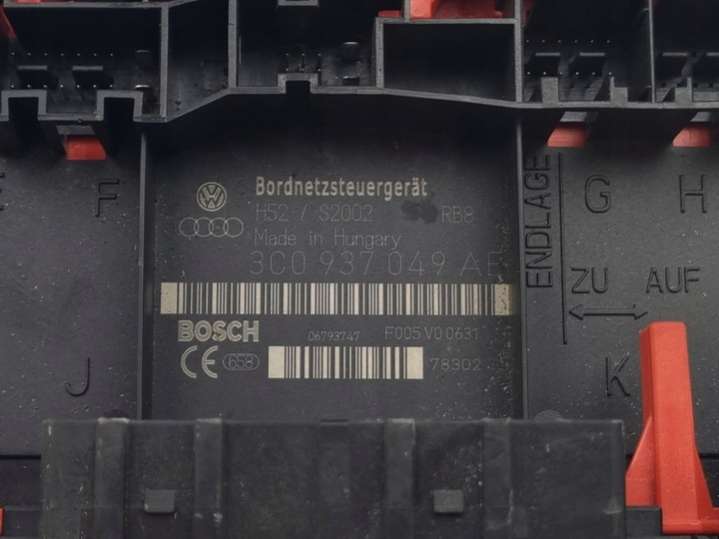 Bordnetzsteuergerät
H52 / S2002 RB8
Made in Hungary
3C0 937 049
BOSCH 06793747 F005 V0 0631
CE 658 78302
F
J
ENDLAGE
G H
ZU AUF
K